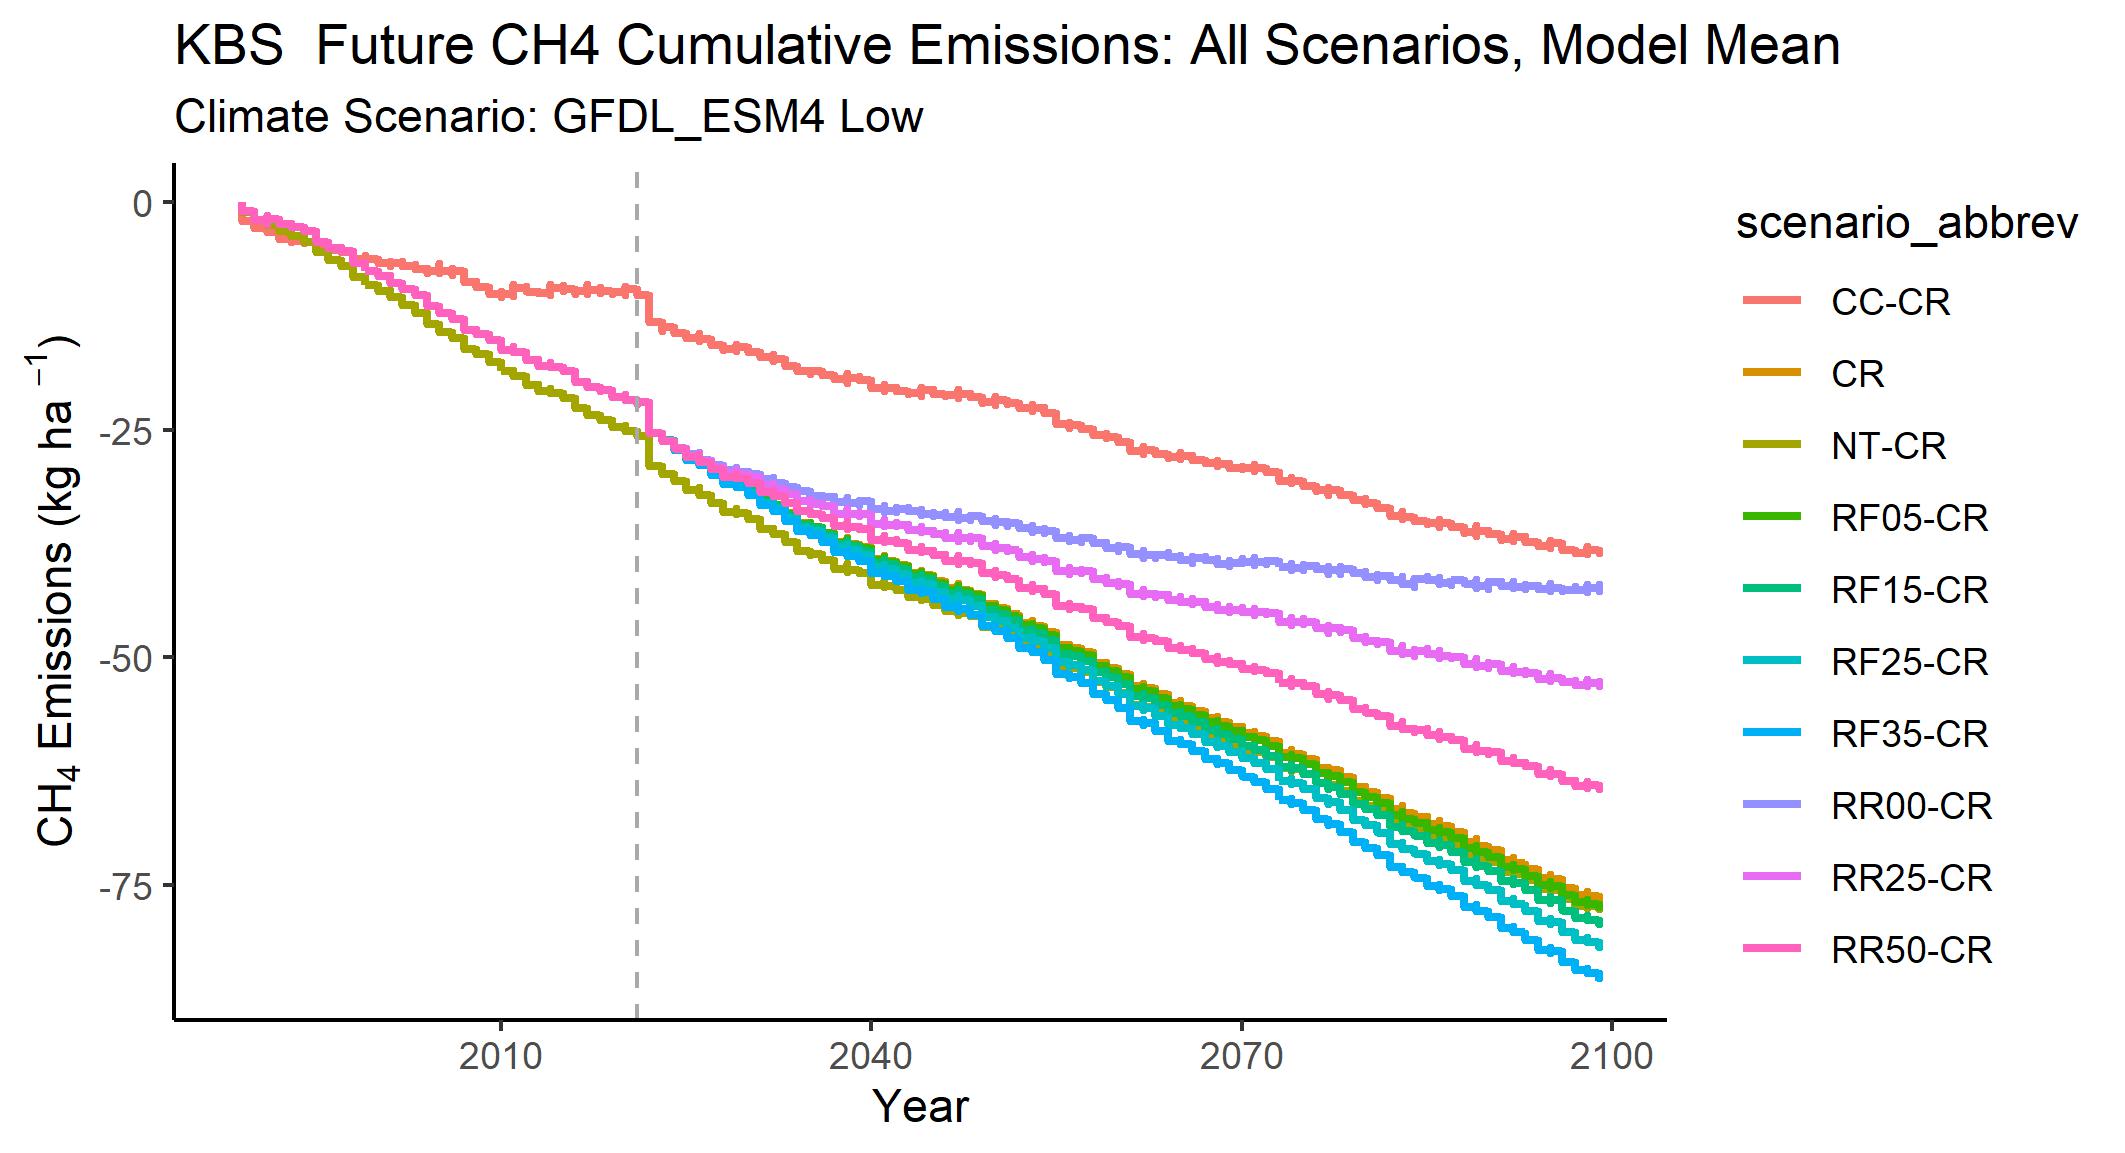 KBS  Future CH4 Cumulative Emissions: All Scenarios, Model Mean
Climate Scenario: GFDL_ESM4 Low
CH₄ Emissions (kg ha ⁻¹)
0
-25
-50
-75
2010
2040
2070
2100
Year
scenario_abbrev
CC-CR
CR
NT-CR
RF05-CR
RF15-CR
RF25-CR
RF35-CR
RR00-CR
RR25-CR
RR50-CR